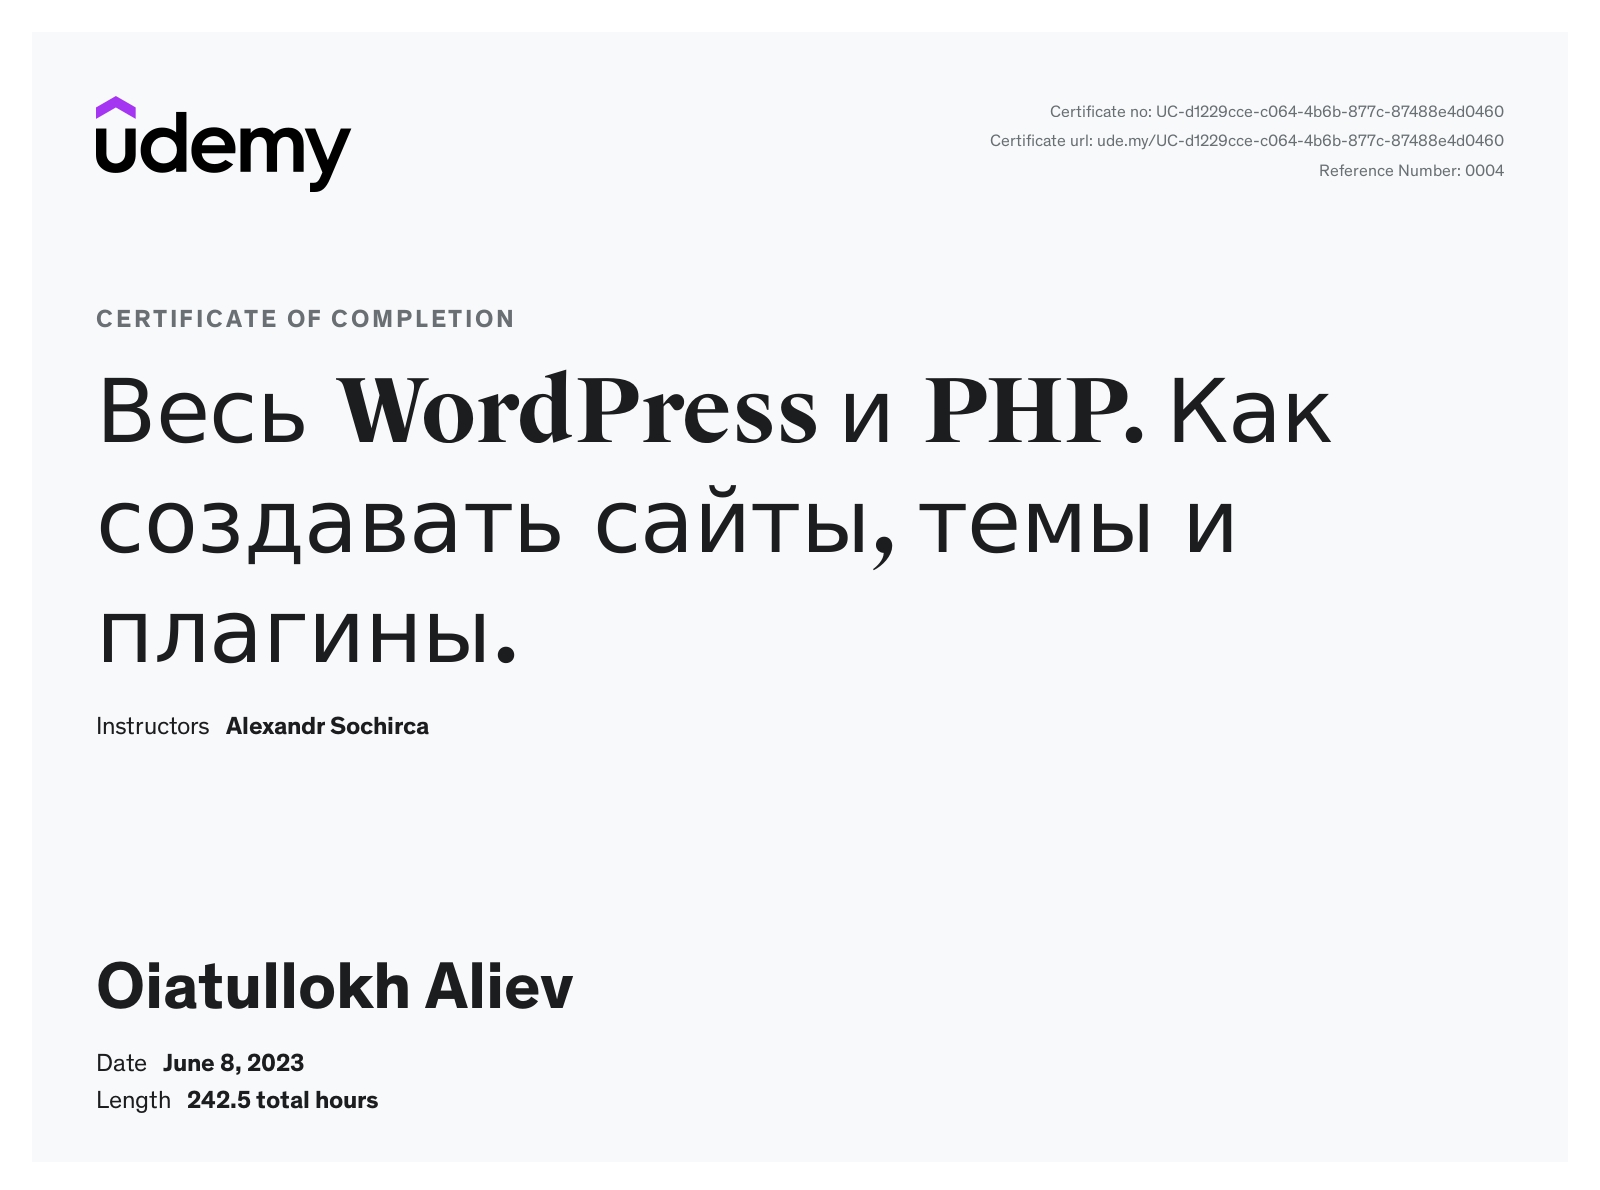 udemy
Certificate no: UC-d1229cce-c064-4b6b-877c-87488e4d0460
Certificate url: ude.my/UC-d1229cce-c064-4b6b-877c-87488e4d0460
Reference Number: 0004
CERTIFICATE OF COMPLETION
Весь WordPress и PHP. Как
создавать сайты, темы и
плагины.
Instructors Alexandr Sochirca
Oiatullokh Aliev
Date June 8, 2023
Length 242.5 total hours